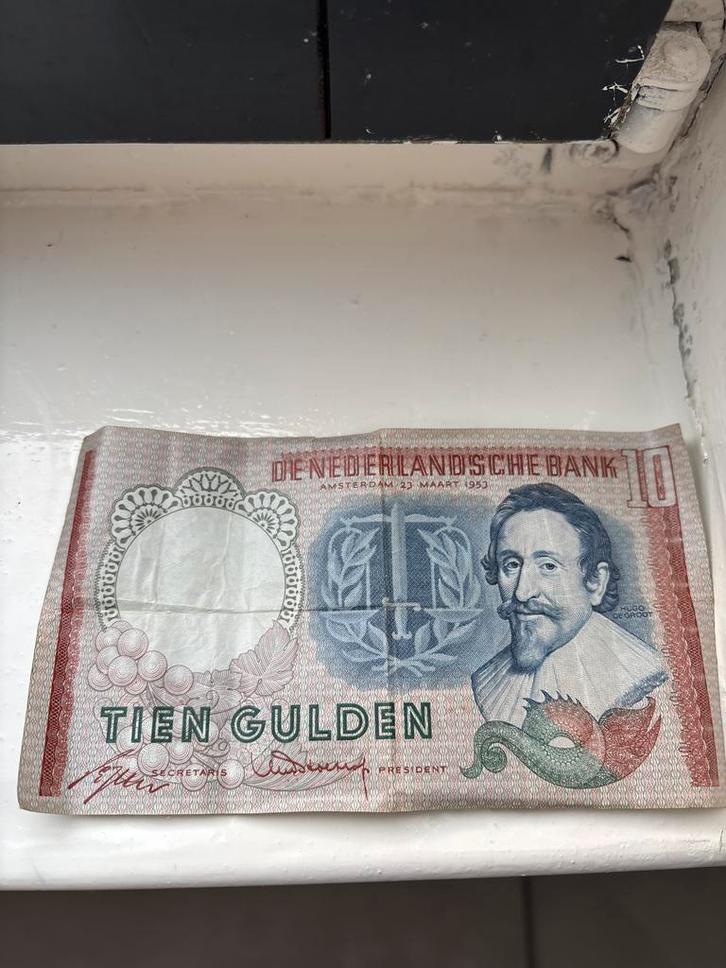 DE NEDERLANDSCHE BANK 10
AMSTERDAM 23 MAART 1953
HUGO
DE GROOT
TIEN GULDEN
SECRETARIS PRESIDENT